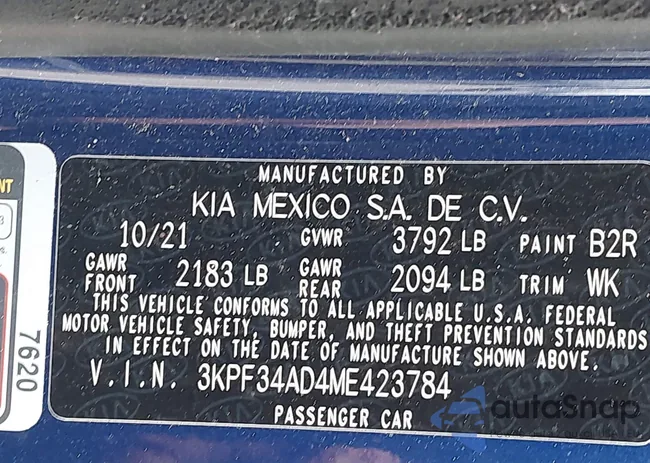 MANUFACTURED BY
KIA MEXICO S.A. DE C.V.
10/21 GVWR 3792 LB PAINT B2R
GAWR FRONT 2183 LB GAWR REAR 2094 LB TRIM WK
THIS VEHICLE CONFORMS TO ALL APPLICABLE U.S.A. FEDERAL
MOTOR VEHICLE SAFETY, BUMPER, AND THEFT PREVENTION STANDARDS
IN EFFECT ON THE DATE OF MANUFACTURE SHOWN ABOVE.
V.I.N. 3KPF34AD4ME423784
PASSENGER CAR
7620
autoSnap